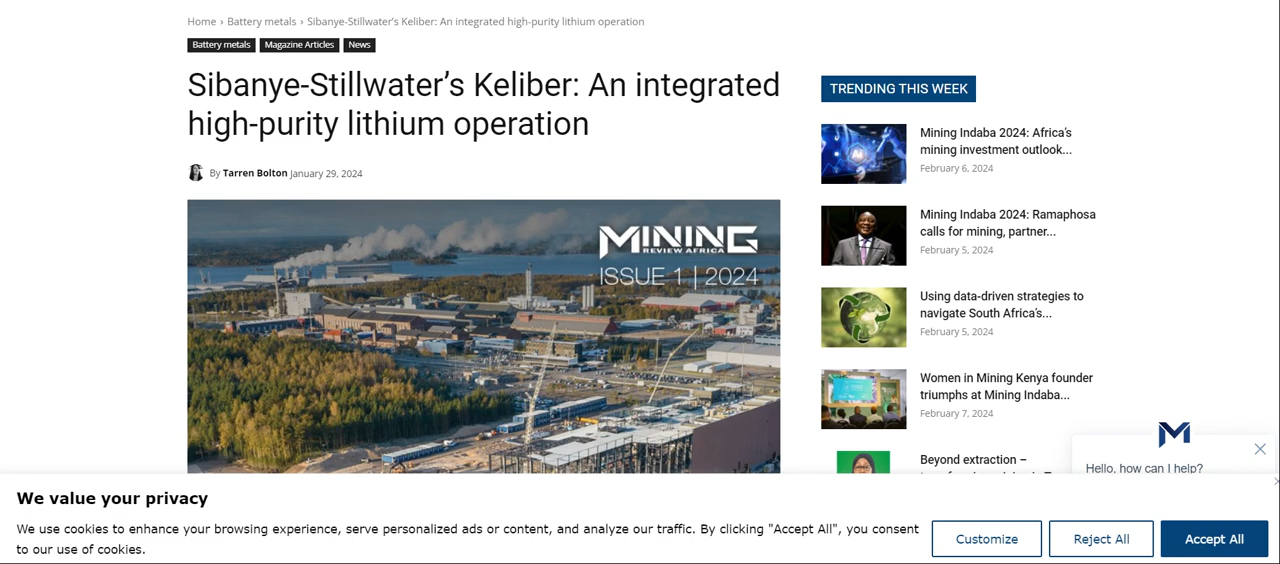 Home › Battery metals › Sibanye-Stillwater’s Keliber: An integrated high-purity lithium operation
Battery metals
Magazine Articles
News
Sibanye-Stillwater’s Keliber: An integrated
high-purity lithium operation
By Tarren Bolton January 29, 2024
MINING
REVIEW AFRICA
ISSUE 1 | 2024
TRENDING THIS WEEK
Mining Indaba 2024: Africa’s
mining investment outlook...
February 6, 2024
Mining Indaba 2024: Ramaphosa
calls for mining, partner...
February 5, 2024
Using data-driven strategies to
navigate South Africa’s...
February 5, 2024
Women in Mining Kenya founder
triumphs at Mining Indaba...
February 7, 2024
Beyond extraction –
Hello, how can I help?
We value your privacy
We use cookies to enhance your browsing experience, serve personalized ads or content, and analyze our traffic. By clicking "Accept All", you consent
to our use of cookies.
Customize
Reject All
Accept All